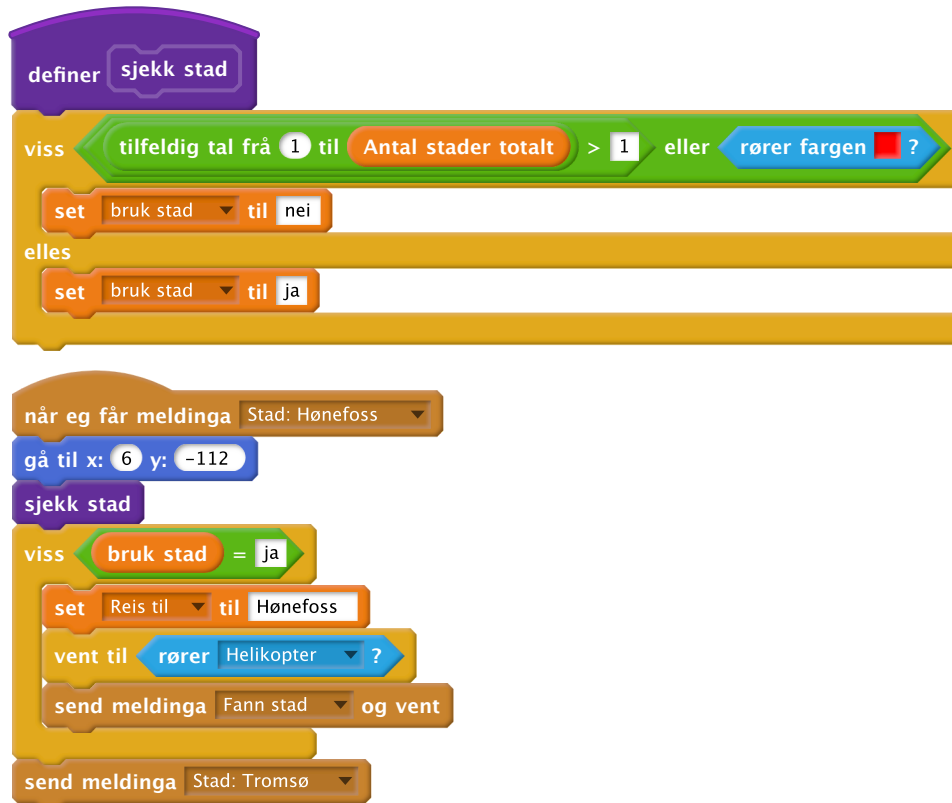 definer sjekk stad
viss tilfeldig tal frå 1 til Antal stader totalt > 1 eller rører fargen ?
set bruk stad til nei
elles
set bruk stad til ja
når eg får meldinga Stad: Hønefoss
gå til x: 6 y: -112
sjekk stad
viss bruk stad = ja
set Reis til til Hønefoss
vent til rører Helikopter ?
send meldinga Fann stad og vent
send meldinga Stad: Tromsø